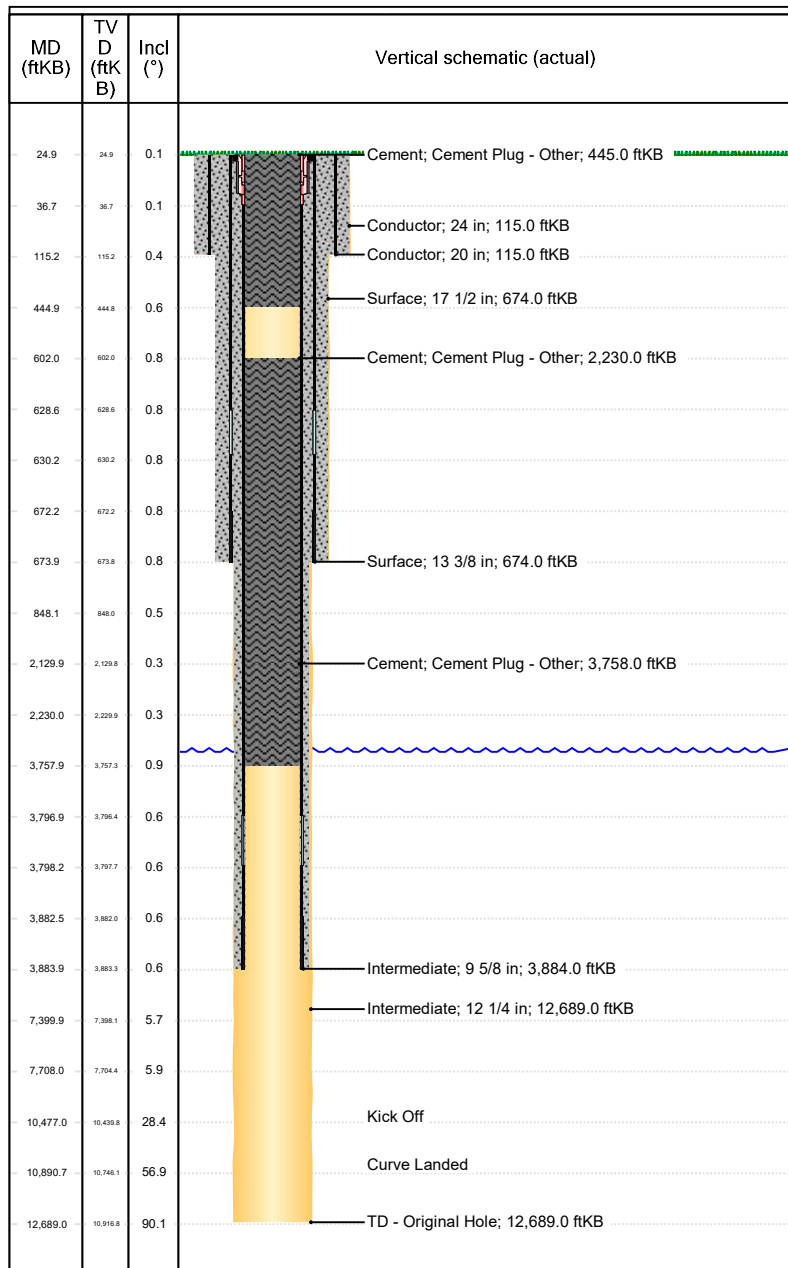 MD (ftKB) TV D (ftK B) Incl (°) Vertical schematic (actual)
24.9 24.9 0.1 Cement; Cement Plug - Other; 445.0 ftKB
36.7 36.7 0.1
Conductor; 24 in; 115.0 ftKB
115.2 115.2 0.4 Conductor; 20 in; 115.0 ftKB
Surface; 17 1/2 in; 674.0 ftKB
444.9 444.8 0.6
602.0 602.0 0.8 Cement; Cement Plug - Other; 2,230.0 ftKB
628.6 628.6 0.8
630.2 630.2 0.8
672.2 672.2 0.8
673.9 673.8 0.8 Surface; 13 3/8 in; 674.0 ftKB
848.1 848.0 0.5
2,129.9 2,129.8 0.3 Cement; Cement Plug - Other; 3,758.0 ftKB
2,230.0 2,229.9 0.3
3,757.9 3,757.3 0.9
3,796.9 3,796.4 0.6
3,798.2 3,797.7 0.6
3,882.5 3,882.0 0.6
3,883.9 3,883.3 0.6 Intermediate; 9 5/8 in; 3,884.0 ftKB
Intermediate; 12 1/4 in; 12,689.0 ftKB
7,399.9 7,398.1 5.7
7,708.0 7,704.4 5.9
10,477.0 10,439.8 28.4 Kick Off
10,890.7 10,746.1 56.9 Curve Landed
12,689.0 10,916.8 90.1 TD - Original Hole; 12,689.0 ftKB